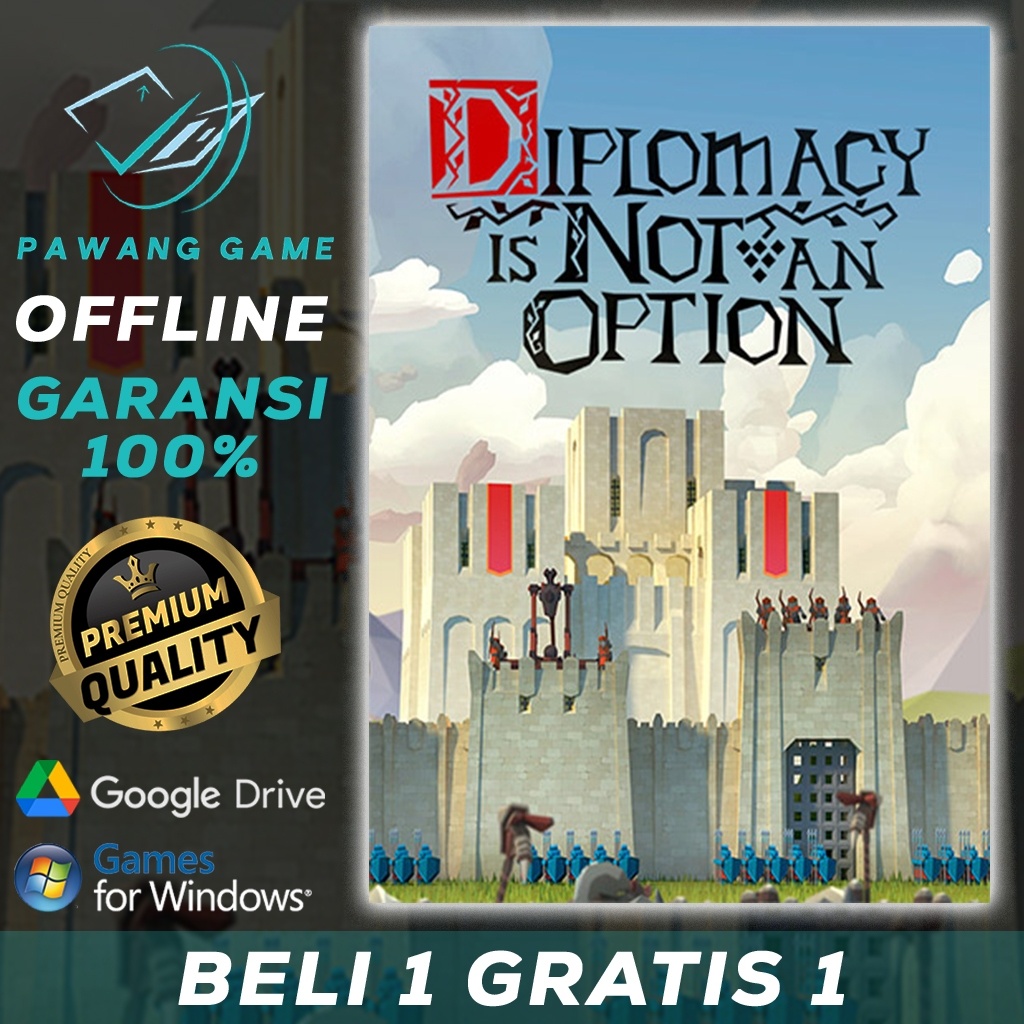 PAWANG GAME
OFFLINE
GARANSI
100%
PREMIUM QUALITY
PREMIUM
QUALITY
Google Drive
Games
for Windows®
DIPLOMACY
IS NOT AN
OPTION
BELI 1 GRATIS 1